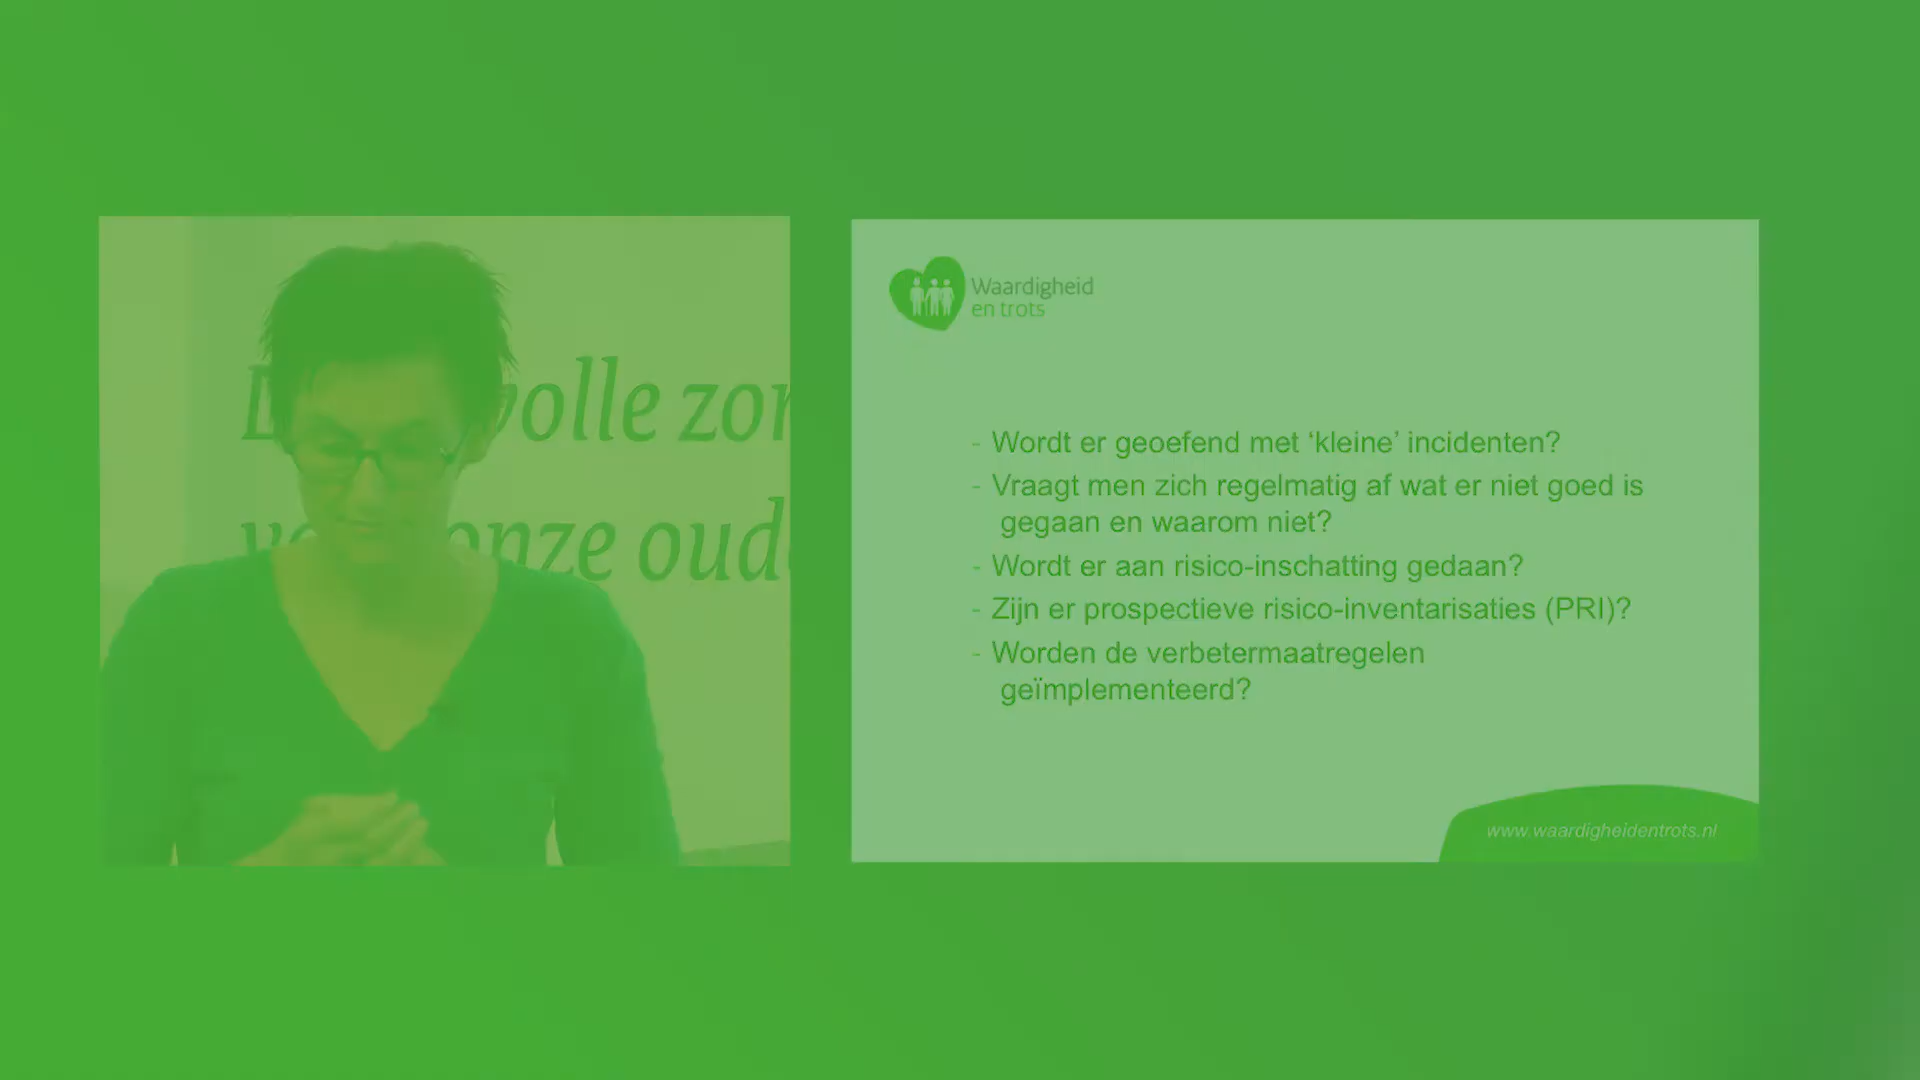 volle
onze
Waardigheid
en trots
- Wordt er geoefend met ‘kleine’ incidenten?
- Vraagt men zich regelmatig af wat er niet goed is
gegaan en waarom niet?
- Wordt er aan risico-inschatting gedaan?
- Zijn er prospectieve risico-inventarisaties (PRI)?
- Worden de verbetermaatregelen
geïmplementeerd?
www.waardigheidentrots.nl